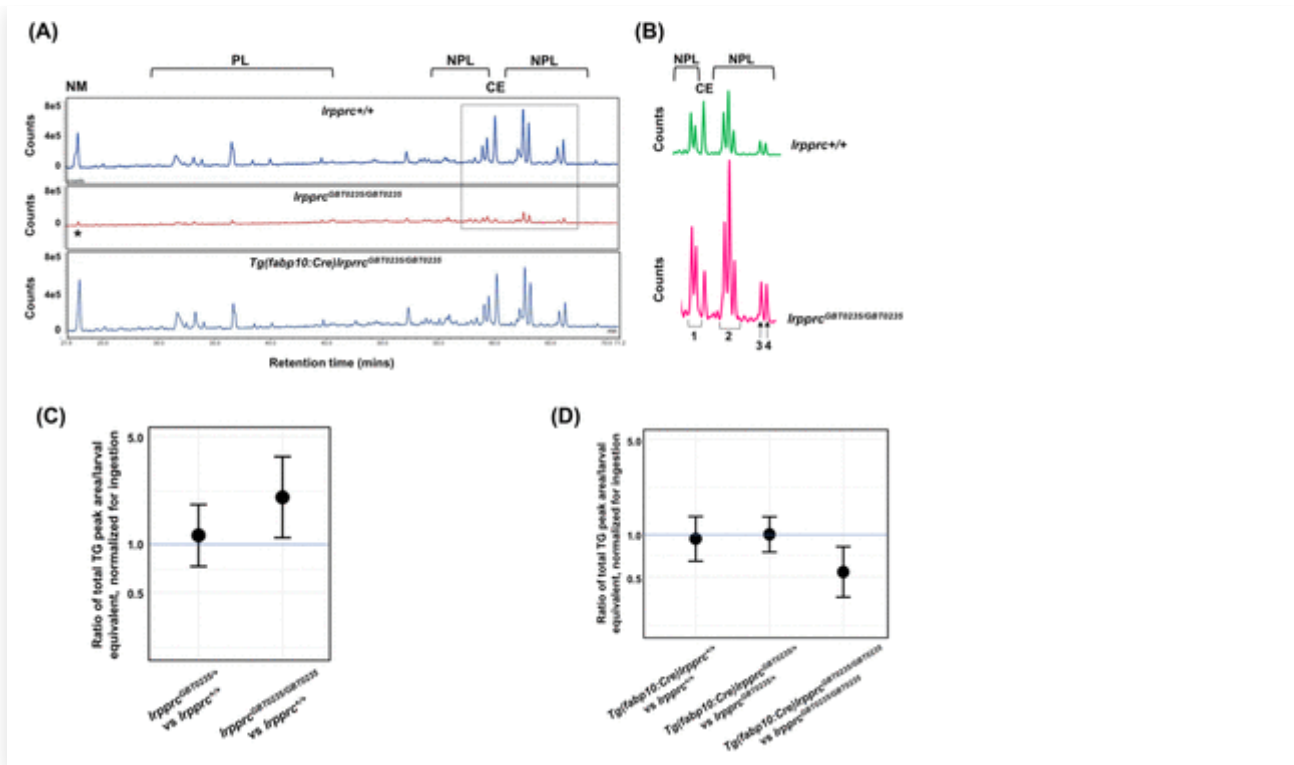 (A)
PL
NPL
NPL
NM
CE
8e5
4e5
0
Counts
lrpprc+/+
8e5
0
Counts
lrpprcGBT0235/GBT0235
*
8e5
4e5
0
Counts
Tg(fabp10:Cre)lrprrcGBT0235/GBT0235
Retention time (mins)
(B)
NPL
NPL
CE
Counts
lrpprc+/+
Counts
lrpprcGBT0235/GBT0235
1
2
3 4
(C)
Ratio of total TG peak area/larval
equivalent, normalized for ingestion
5.0
1.0
0.5
lrpprcGBT0235/+
vs lrpprc+/+
lrpprcGBT0235/GBT0235
vs lrpprc+/+
(D)
Ratio of total TG peak area/larval
equivalent, normalized for ingestion
5.0
1.0
0.5
Tg(fabp10:Cre)lrpprc+/+
vs lrpprc+/+
Tg(fabp10:Cre)lrpprcGBT0235/+
vs lrpprcGBT0235/+
Tg(fabp10:Cre)lrpprcGBT0235/GBT0235
vs lrpprcGBT0235/GBT0235